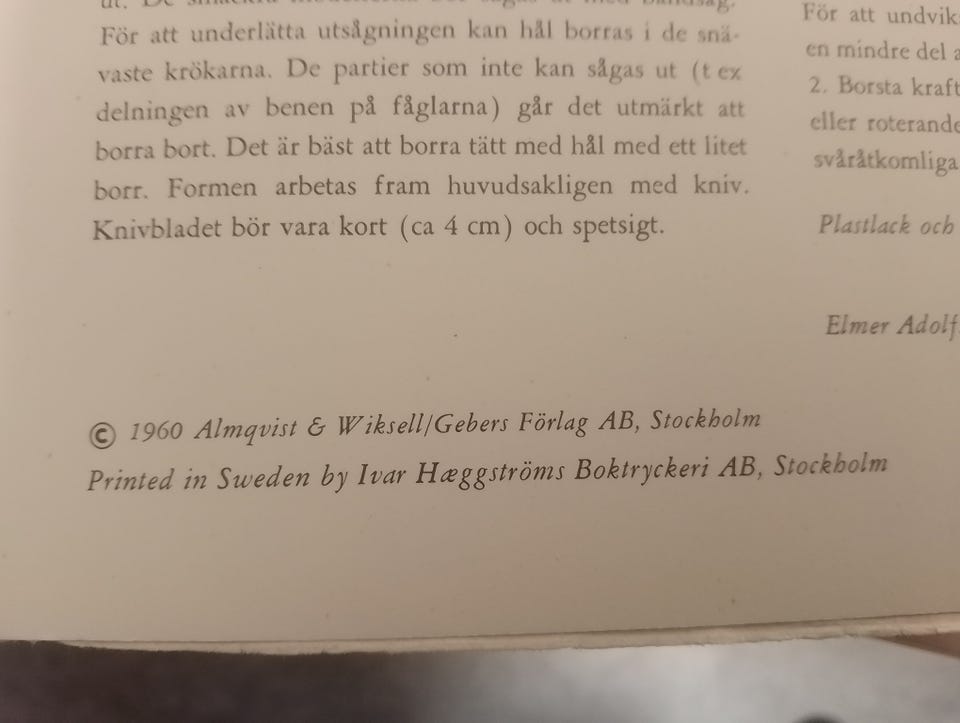 För att underlätta utsågningen kan hål borras i de snä-
vaste krökarna. De partier som inte kan sågas ut (t ex
delningen av benen på fåglarna) går det utmärkt att
borra bort. Det är bäst att borra tätt med hål med ett litet
borr. Formen arbetas fram huvudsakligen med kniv.
Knivbladet bör vara kort (ca 4 cm) och spetsigt.
© 1960 Almqvist & Wiksell/Gebers Förlag AB, Stockholm
Printed in Sweden by Ivar Hæggströms Boktryckeri AB, Stockholm
För att undvik
en mindre del a
2. Borsta kraft
eller roterande
svåråtkomliga
Plastlack och
Elmer Adolf